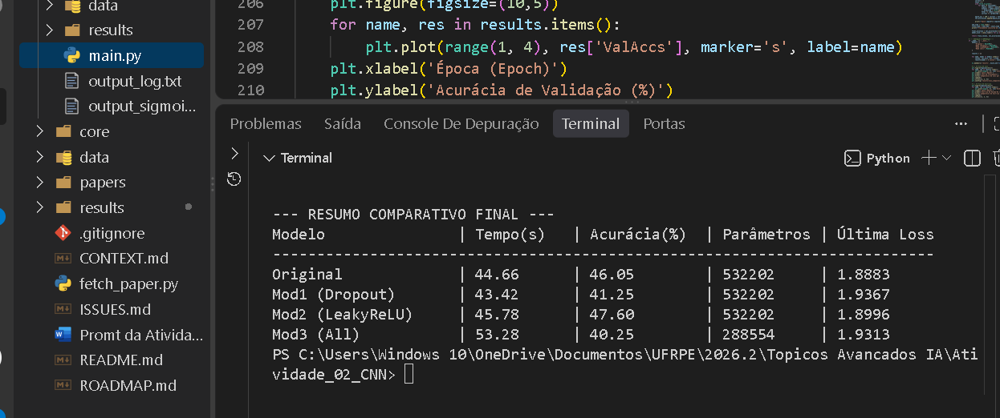 data
results
main.py
output_log.txt
output_sigmoi...
core
data
papers
results
.gitignore
CONTEXT.md
fetch_paper.py
ISSUES.md
Promt da Ativida...
README.md
ROADMAP.md
206 plt.figure(figsize=(10,5))
207 for name, res in results.items():
208 plt.plot(range(1, 4), res['ValAccs'], marker='s', label=name)
209 plt.xlabel('Época (Epoch)')
210 plt.ylabel('Acurácia de Validação (%)')
Problemas Saída Console De Depuração Terminal Portas ...
Terminal Python
--- RESUMO COMPARATIVO FINAL ---
Modelo | Tempo(s) | Acurácia(%) | Parâmetros | Última Loss
---------------------------------------------------------------------------
Original | 44.66 | 46.05 | 532202 | 1.8883
Mod1 (Dropout) | 43.42 | 41.25 | 532202 | 1.9367
Mod2 (LeakyReLU) | 45.78 | 47.60 | 532202 | 1.8996
Mod3 (All) | 53.28 | 40.25 | 288554 | 1.9313
PS C:\Users\Windows 10\OneDrive\Documentos\UFRPE\2026.2\Topicos Avancados IA\Ati
vidade_02_CNN>